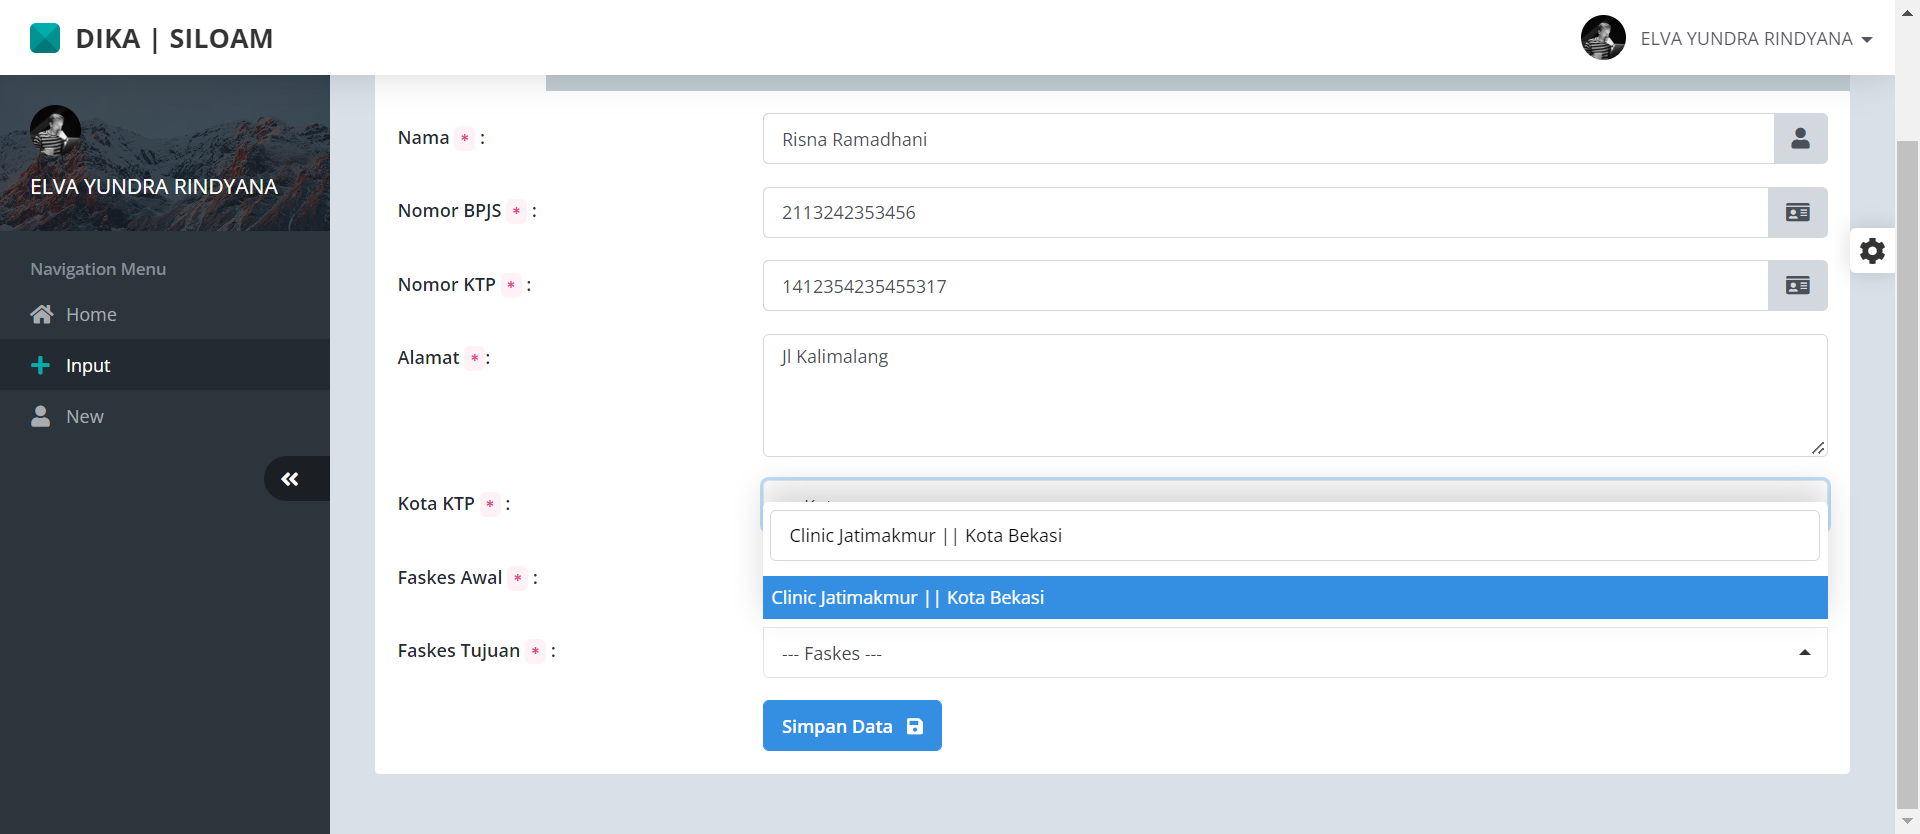 DIKA | SILOAM
ELVA YUNDRA RINDYANA
ELVA YUNDRA RINDYANA
Navigation Menu
Home
Input
New
Nama * :
Risna Ramadhani
Nomor BPJS * :
2113242353456
Nomor KTP * :
1412354235455317
Alamat * :
Jl Kalimalang
Kota KTP * :
Clinic Jatimakmur || Kota Bekasi
Faskes Awal * :
Clinic Jatimakmur || Kota Bekasi
Faskes Tujuan * :
--- Faskes ---
Simpan Data